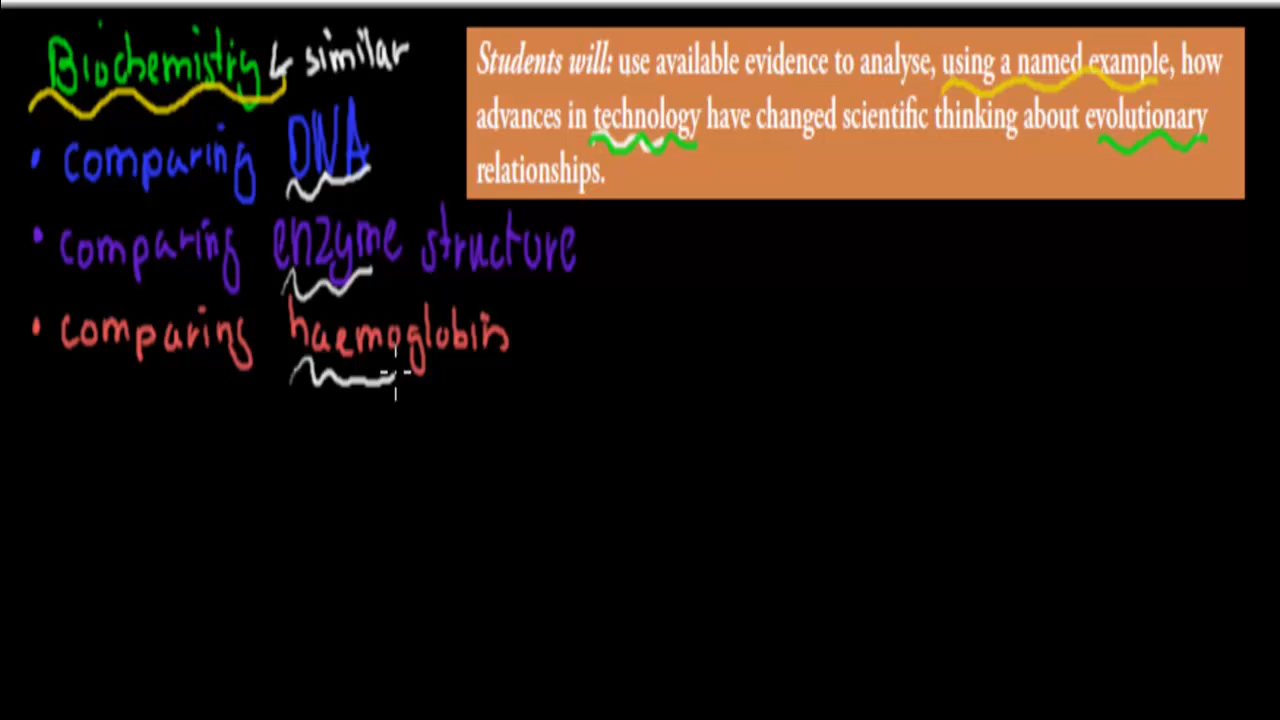 Biochemistry ↳ similar
• comparing DNA
• comparing enzyme structure
• comparing haemoglobin
Students will: use available evidence to analyse, using a named example, how
advances in technology have changed scientific thinking about evolutionary
relationships.